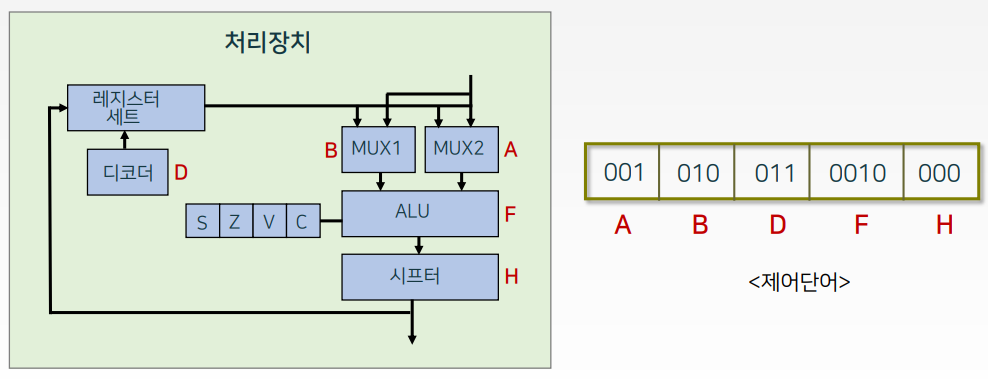 처리장치
레지스터
세트
디코더
D
B
MUX1
MUX2
A
S Z V C
ALU
F
시프터
H
001 010 011 0010 000
A B D F H
<제어단어>